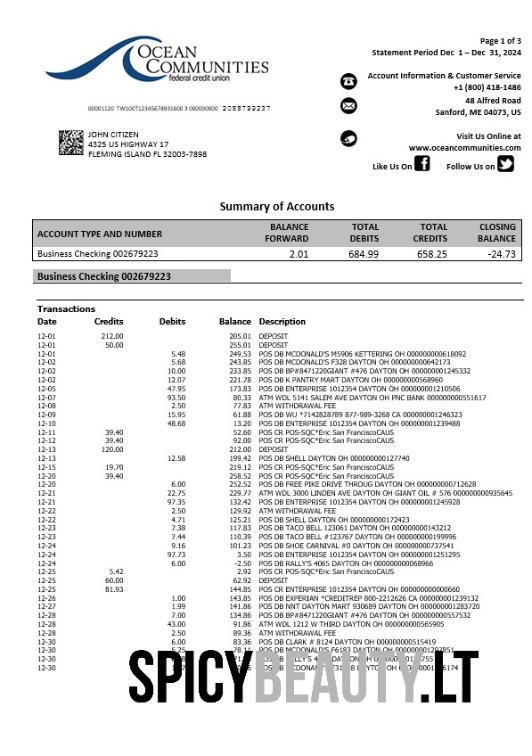 Page 1 of 3
Statement Period Dec 1 – Dec 31, 2024
OCEAN
COMMUNITIES
federal credit union
Account Information & Customer Service
+1 (800) 418-1486
48 Alfred Road
Sanford, ME 04073, US
00001120 TW100T12345678931600 3 000000000 2088799237
JOHN CITIZEN
4325 US HIGHWAY 17
FLEMING ISLAND FL 32003-7898
Visit Us Online at
www.oceancommunities.com
Like Us On Follow Us on
Summary of Accounts
ACCOUNT TYPE AND NUMBER BALANCE FORWARD TOTAL DEBITS TOTAL CREDITS CLOSING BALANCE
Business Checking 002679223 2.01 684.99 658.25 -24.73
Business Checking 002679223
Transactions
Date Credits Debits Balance Description
12-01 212.00 205.01 DEPOSIT
12-01 50.00 255.01 DEPOSIT
12-01 5.48 249.53 POS DB MCDONALD'S M5906 KETTERING OH 000000000618092
12-02 5.68 243.85 POS DB MCDONALD'S F328 DAYTON OH 000000000642173
12-02 10.00 233.85 POS DB BP#8471220GIANT #476 DAYTON OH 000000001245332
12-02 12.07 221.78 POS DB K PANTRY MART DAYTON OH 000000000568960
12-05 47.95 173.83 POS DB ENTERPRISE 1012354 DAYTON OH 000000001210506
12-07 93.50 80.33 ATM WDL 5141 SALEM AVE DAYTON OH PNC BANK 000000000551617
12-08 2.50 77.83 ATM WITHDRAWAL FEE
12-09 15.95 61.88 POS DB WU *7142828789 877-989-3268 CA 000000001246323
12-10 48.68 13.20 POS DB ENTERPRISE 1012354 DAYTON OH 000000001239488
12-11 39.40 52.60 POS CR POS-SQC*Eric San FranciscoCAUS
12-12 39.40 92.00 POS CR POS-SQC*Eric San FranciscoCAUS
12-13 120.00 212.00 DEPOSIT
12-13 12.58 199.42 POS DB SHELL DAYTON OH 000000000127740
12-15 19.70 219.12 POS CR POS-SQC*Eric San FranciscoCAUS
12-20 39.40 258.52 POS CR POS-SQC*Eric San FranciscoCAUS
12-20 6.00 252.52 POS DB FREE PIKE DRIVE THROUG DAYTON OH 000000000712628
12-21 22.75 229.77 ATM WDL 3000 LINDEN AVE DAYTON OH GIANT OIL # 576 000000000935645
12-21 97.35 132.42 POS DB ENTERPRISE 1012354 DAYTON OH 000000001245928
12-22 2.50 129.92 ATM WITHDRAWAL FEE
12-22 4.71 125.21 POS DB SHELL DAYTON OH 000000000172423
12-23 7.38 117.83 POS DB TACO BELL 123061 DAYTON OH 000000000143212
12-23 7.44 110.39 POS DB TACO BELL #123767 DAYTON OH 000000000199996
12-24 9.16 101.23 POS DB SHOE CARNIVAL #0 DAYTON OH 000000000737541
12-24 97.73 3.50 POS DB ENTERPRISE 1012354 DAYTON OH 000000001251295
12-24 6.00 -2.50 POS DB RALLY'S 4065 DAYTON OH 000000000068966
12-25 5.42 2.92 POS CR POS-SQC*Eric San FranciscoCAUS
12-25 60.00 62.92 DEPOSIT
12-25 81.93 144.85 POS CR ENTERPRISE 1012354 DAYTON OH 000000000000660
12-26 1.00 143.85 POS DB EXPERIAN *CREDITREP 800-2212626 CA 000000001239132
12-27 1.99 141.86 POS DB NNT DAYTON MART 930689 DAYTON OH 000000001283720
12-28 7.00 134.86 POS DB BP#8471220GIANT #476 DAYTON OH 000000000557532
12-28 43.00 91.86 ATM WDL 1212 W THIRD DAYTON OH 000000000565905
12-28 2.50 89.36 ATM WITHDRAWAL FEE
12-30 6.00 83.36 POS DB CLARK # 8124 DAYTON OH 000000000515419
12-30 5.25 78.11 POS DB MCDONALD'S F6183 DAYTON OH
12-30
12-30
SPICYBEAUTY.LT